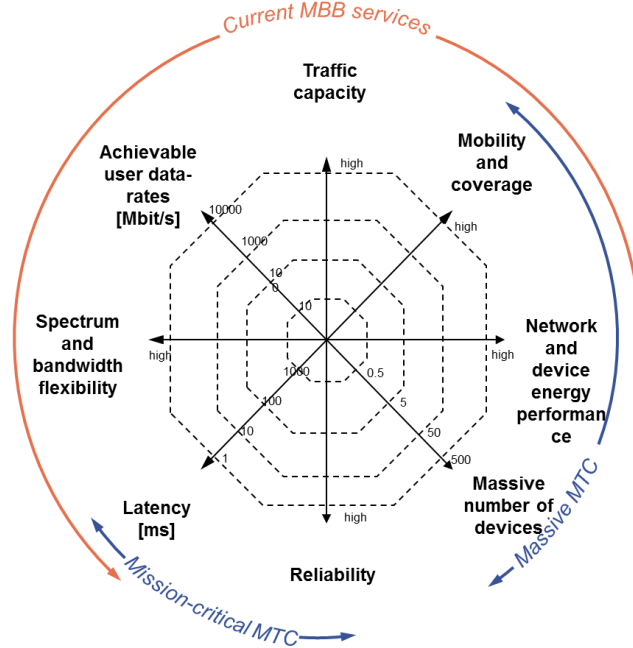 Current MBB services
Traffic
capacity
Mobility
and
coverage
Achievable
user data-
rates
[Mbit/s]
high
10000
high
1000
10
0
10
Spectrum
and
bandwidth
flexibility
high
high
Network
and
device
energy
performan
ce
1000
0.5
100
5
10
50
1
500
Latency
[ms]
high
Massive
number of
devices
Massive MTC
Reliability
Mission-critical MTC